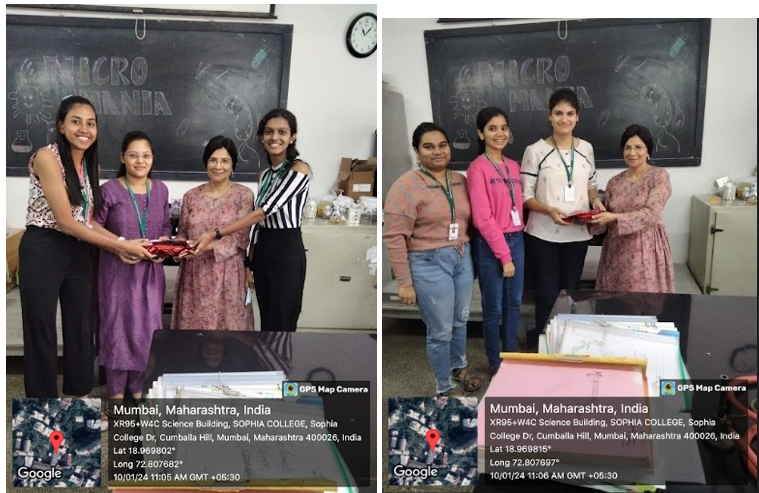 MICRO
MANIA
GPS Map Camera
Mumbai, Maharashtra, India
XR95+W4C Science Building, SOPHIA COLLEGE, Sophia
College Dr, Cumballa Hill, Mumbai, Maharashtra 400026, India
Lat 18.969802°
Long 72.807682°
10/01/24 11:05 AM GMT +05:30
Google
MICRO
MANIA
GPS Map Camera
Mumbai, Maharashtra, India
XR95+W4C Science Building, SOPHIA COLLEGE, Sophia
College Dr, Cumballa Hill, Mumbai, Maharashtra 400026, India
Lat 18.969815°
Long 72.807697°
10/01/24 11:06 AM GMT +05:30
Google